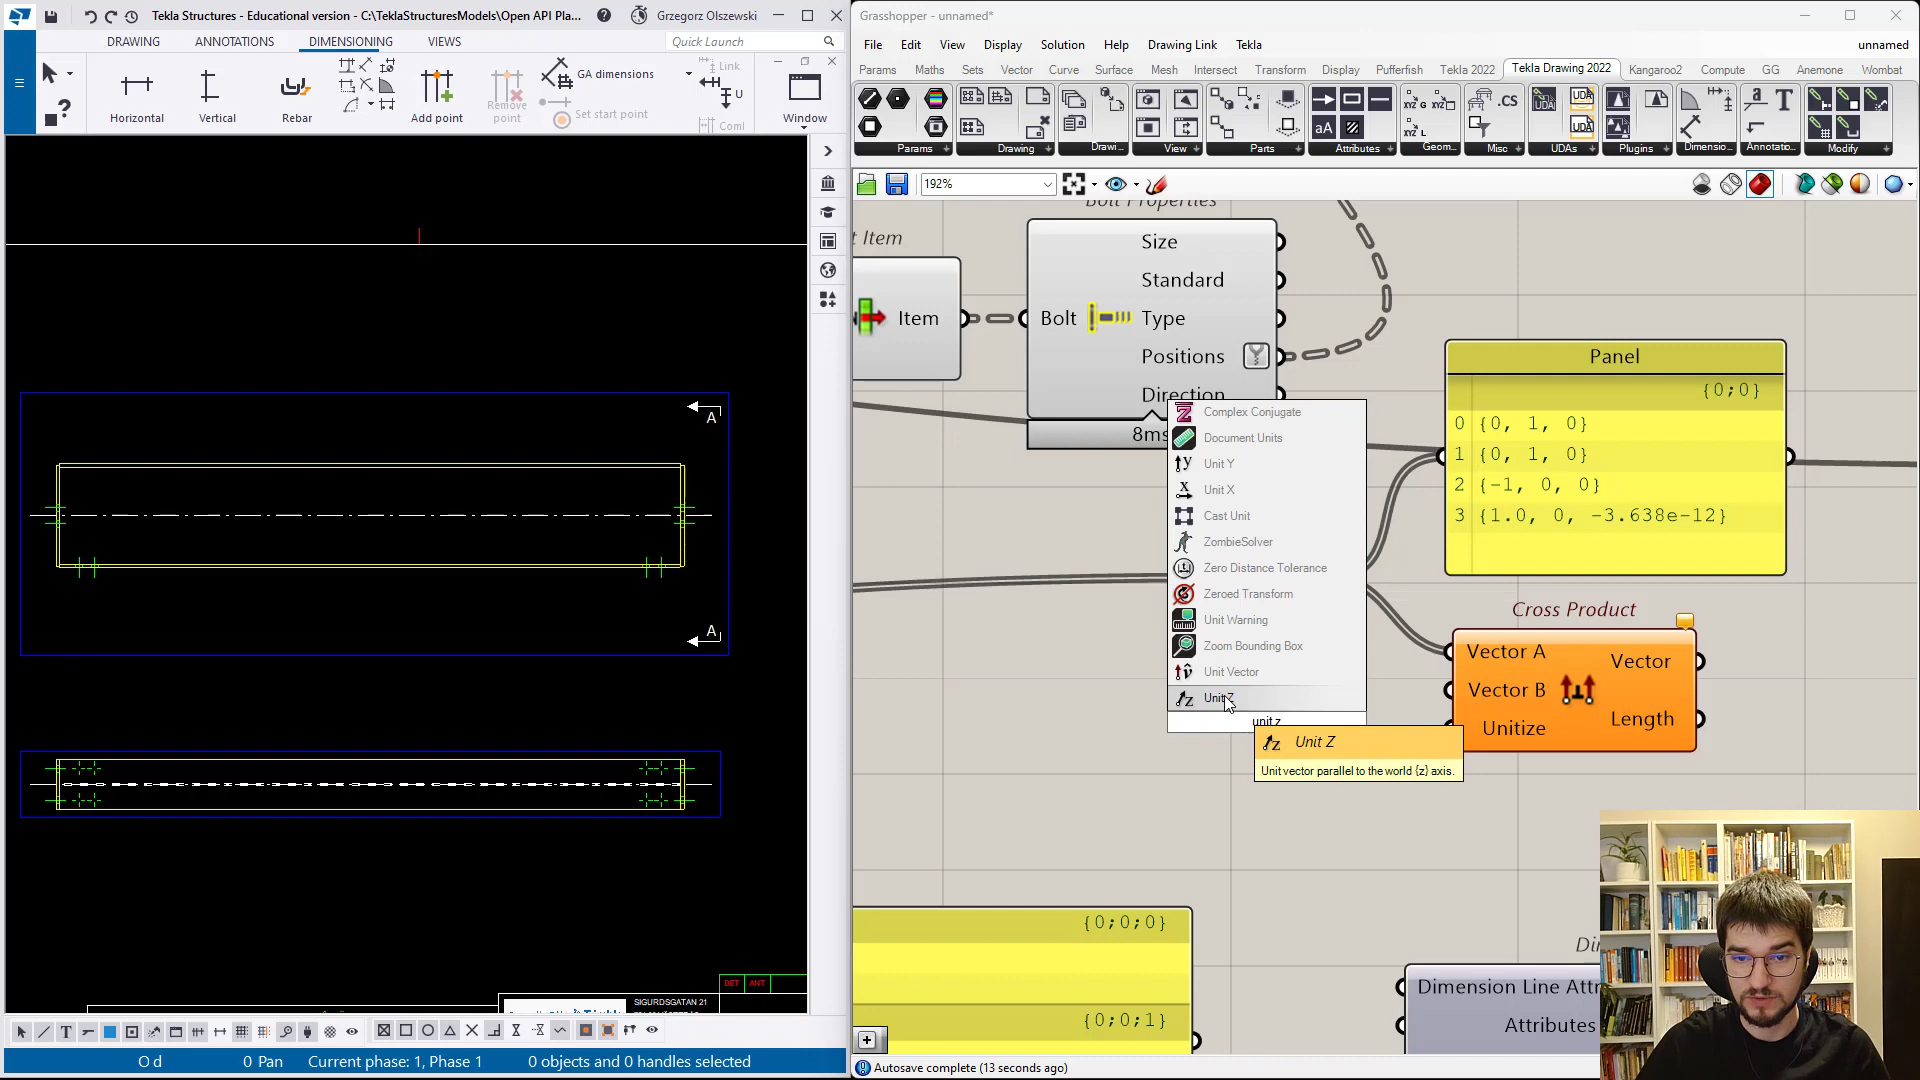 Tekla Structures - Educational version - C:\TeklaStructuresModels\Open API Pla...
Grzegorz Olszewski
DRAWING
ANNOTATIONS
DIMENSIONING
VIEWS
Quick Launch
Horizontal
Vertical
Rebar
Add point
Remove
point
GA dimensions
Set start point
Link
U
Window
A
A
BET
ANT
SIGURDSGATAN 21
O d
0 Pan
Current phase: 1, Phase 1
0 objects and 0 handles selected
Grasshopper - unnamed*
File
Edit
View
Display
Solution
Help
Drawing Link
Tekla
unnamed
Params
Maths
Sets
Vector
Curve
Surface
Mesh
Intersect
Transform
Display
Pufferfish
Tekla 2022
Tekla Drawing 2022
Kangaroo2
Compute
GG
Anemone
Wombat
Params
Drawing
Drawi...
View
Parts
Attributes
Geom...
Misc
UDAs
Plugins
Dimensio...
Annotatio...
Modify
192%
Bolt Properties
t Item
Item
Bolt
Size
Standard
Type
Positions
Direction
8ms
Complex Conjugate
Document Units
Unit Y
Unit X
Cast Unit
ZombieSolver
Zero Distance Tolerance
Zeroed Transform
Unit Warning
Zoom Bounding Box
Unit Vector
Unit Z
unit z
Unit Z
Unit vector parallel to the world {z} axis.
Panel
{0;0}
0 {0, 1, 0}
1 {0, 1, 0}
2 {-1, 0, 0}
3 {1.0, 0, -3.638e-12}
Cross Product
Vector A
Vector B
Unitize
Vector
Length
{0;0;0}
{0;0;1}
Dimension Line Attr
Attributes
Autosave complete (13 seconds ago)